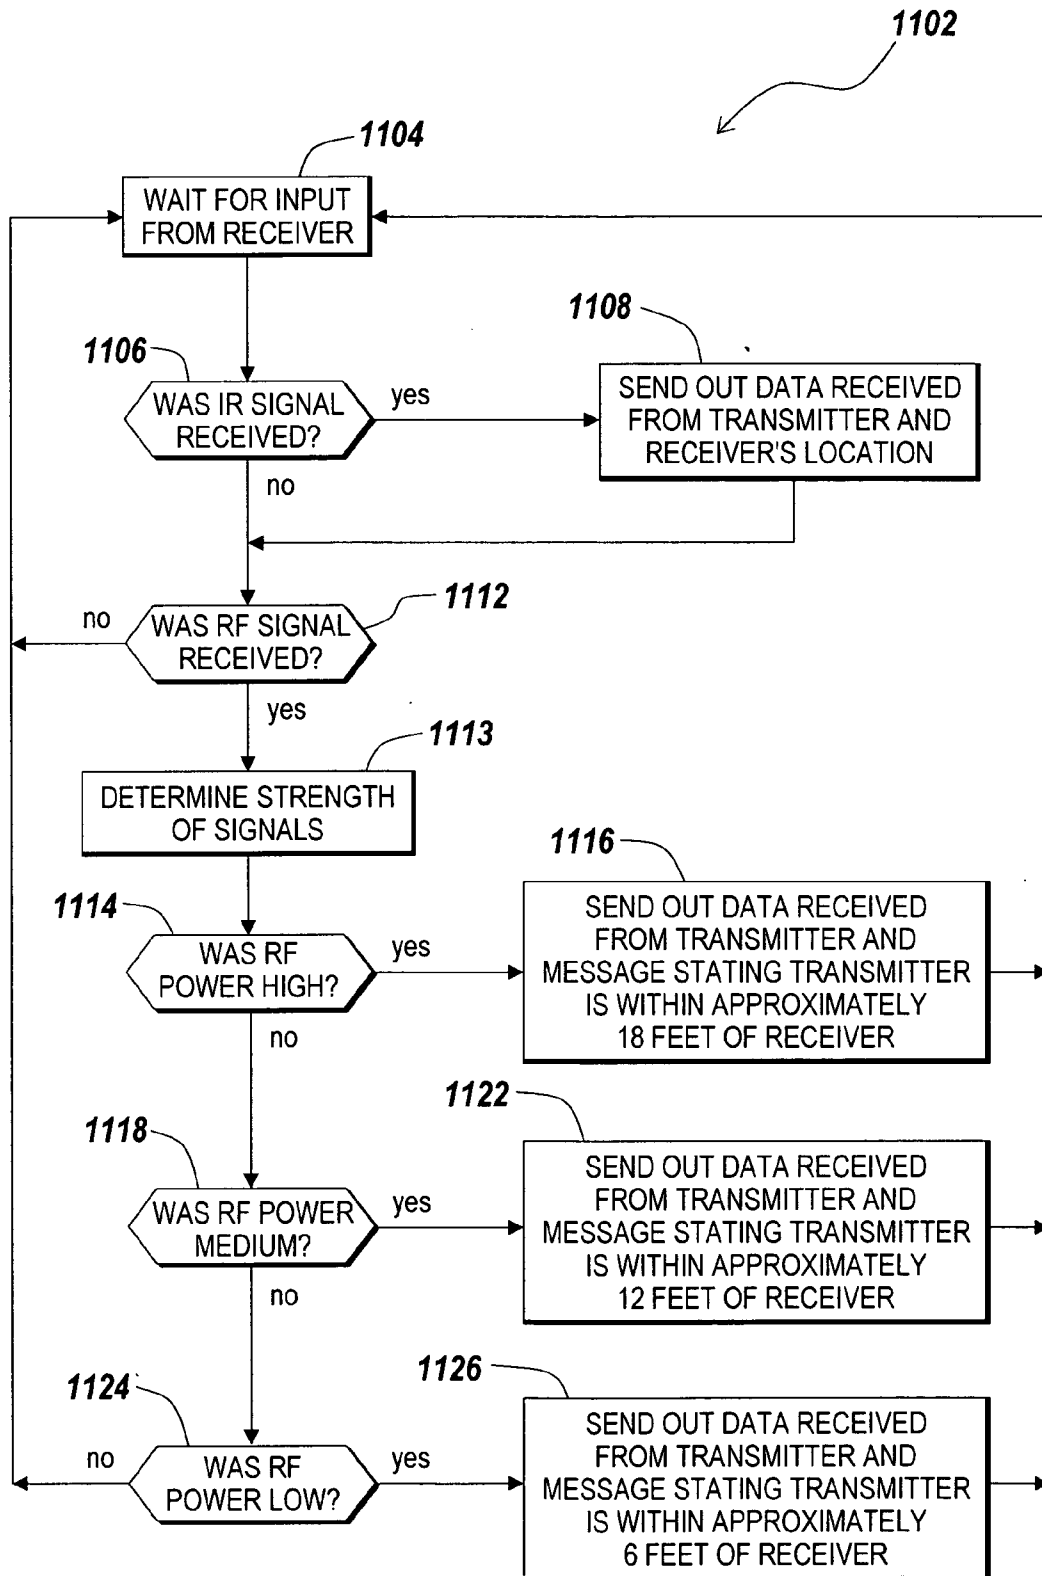 1102
1104
WAIT FOR INPUT
FROM RECEIVER
1108
1106
WAS IR SIGNAL
RECEIVED?
yes
SEND OUT DATA RECEIVED
FROM TRANSMITTER AND
RECEIVER'S LOCATION
no
1112
no
WAS RF SIGNAL
RECEIVED?
yes
1113
DETERMINE STRENGTH
OF SIGNALS
1116
1114
WAS RF
POWER HIGH?
yes
SEND OUT DATA RECEIVED
FROM TRANSMITTER AND
MESSAGE STATING TRANSMITTER
IS WITHIN APPROXIMATELY
18 FEET OF RECEIVER
no
1122
1118
WAS RF POWER
MEDIUM?
yes
SEND OUT DATA RECEIVED
FROM TRANSMITTER AND
MESSAGE STATING TRANSMITTER
IS WITHIN APPROXIMATELY
12 FEET OF RECEIVER
no
1126
1124
no
WAS RF
POWER LOW?
yes
SEND OUT DATA RECEIVED
FROM TRANSMITTER AND
MESSAGE STATING TRANSMITTER
IS WITHIN APPROXIMATELY
6 FEET OF RECEIVER